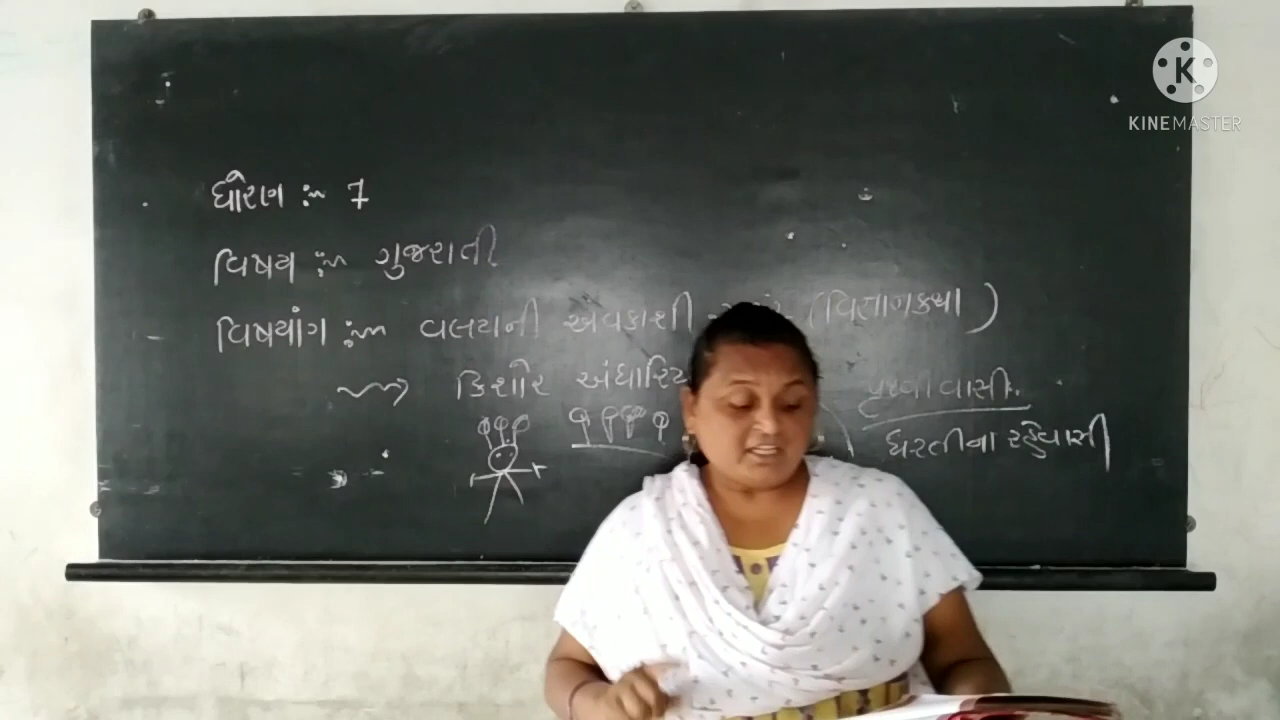 K
KINEMASTER
ધોરણ :~ 7
વિષય :~ ગુજરાતી.
વિષયાંગ :~ વલયની અવકાશી (વિજ્ઞાનકથા)
કિશોર અંધારિય પૃથ્વીવાસી.
ધરતીના રહેવાસી